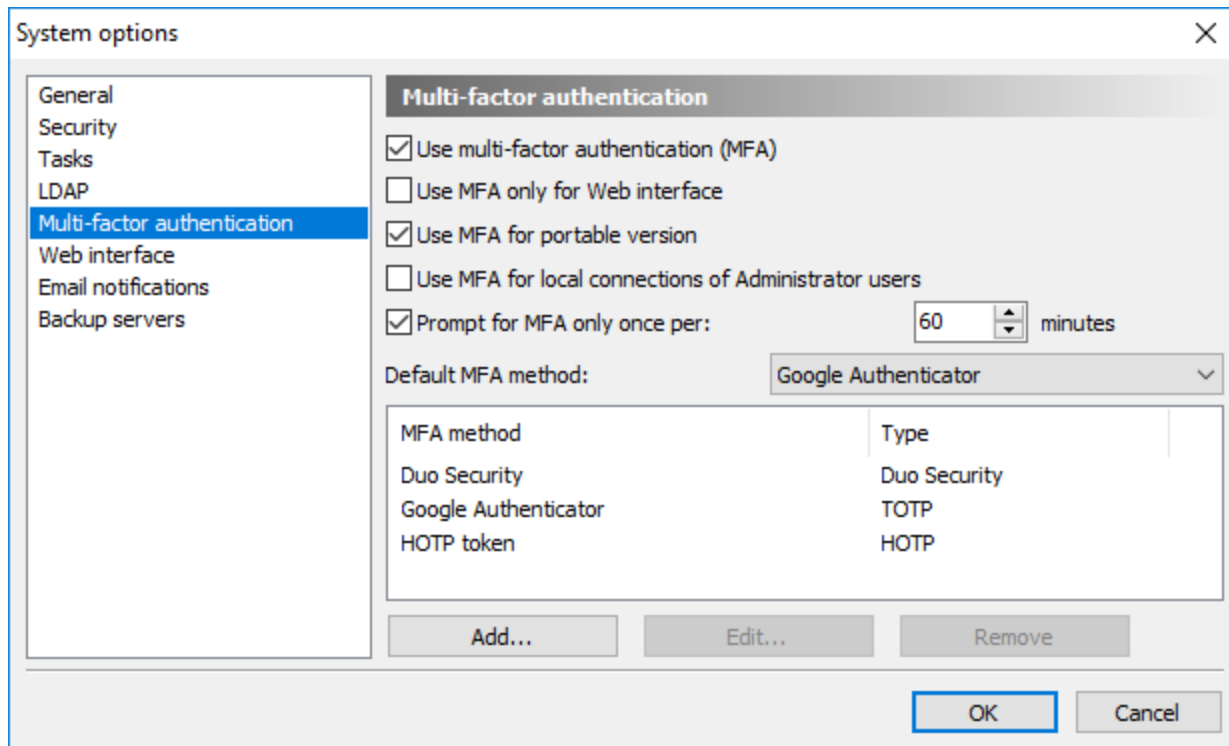 System options
General
Security
Tasks
LDAP
Multi-factor authentication
Web interface
Email notifications
Backup servers
Multi-factor authentication
Use multi-factor authentication (MFA)
Use MFA only for Web interface
Use MFA for portable version
Use MFA for local connections of Administrator users
Prompt for MFA only once per: 60 minutes
Default MFA method: Google Authenticator
MFA method Type
Duo Security Duo Security
Google Authenticator TOTP
HOTP token HOTP
Add... Edit... Remove
OK Cancel